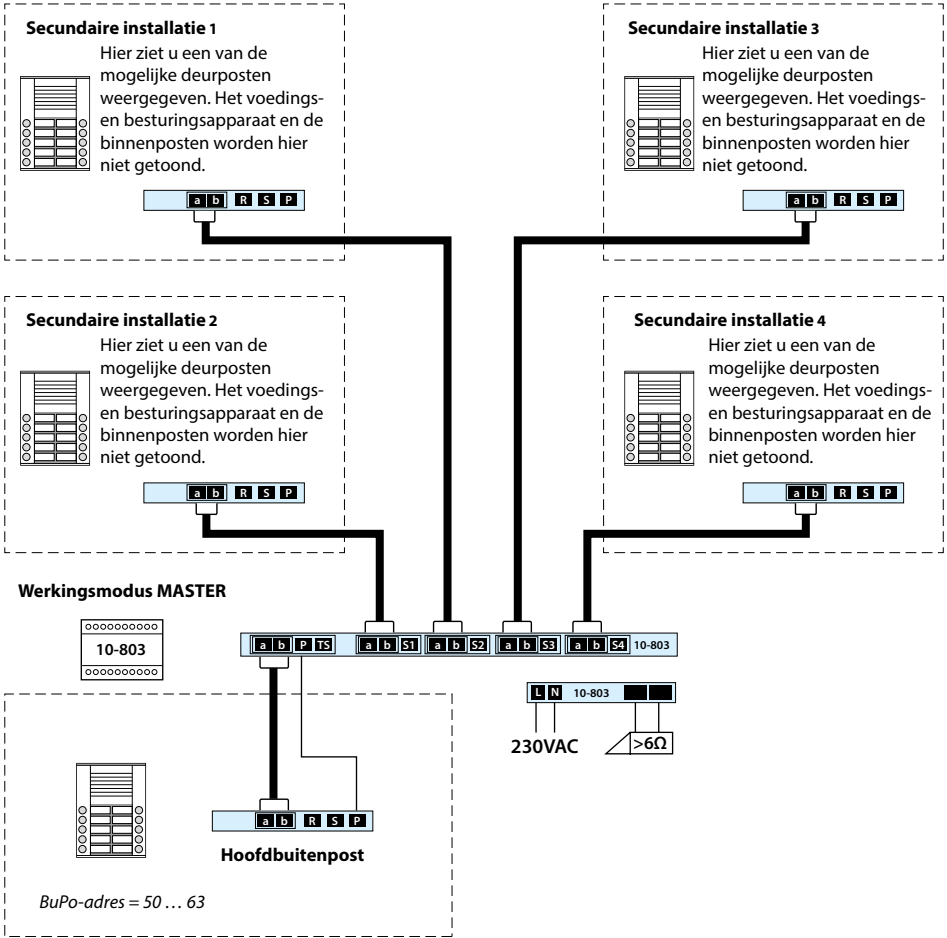 Secundaire installatie 1
Hier ziet u een van de
mogelijke deurposten
weergegeven. Het voedings-
en besturingsapparaat en de
binnenposten worden hier
niet getoond.
a b R S P
Secundaire installatie 3
Hier ziet u een van de
mogelijke deurposten
weergegeven. Het voedings-
en besturingsapparaat en de
binnenposten worden hier
niet getoond.
a b R S P
Secundaire installatie 2
Hier ziet u een van de
mogelijke deurposten
weergegeven. Het voedings-
en besturingsapparaat en de
binnenposten worden hier
niet getoond.
a b R S P
Secundaire installatie 4
Hier ziet u een van de
mogelijke deurposten
weergegeven. Het voedings-
en besturingsapparaat en de
binnenposten worden hier
niet getoond.
a b R S P
Werkingsmodus MASTER
10-803
a b P TS a b S1 a b S2 a b S3 a b S4 10-803
L N 10-803
230VAC >6Ω
a b R S P
Hoofdbuitenpost
BuPo-adres = 50 … 63